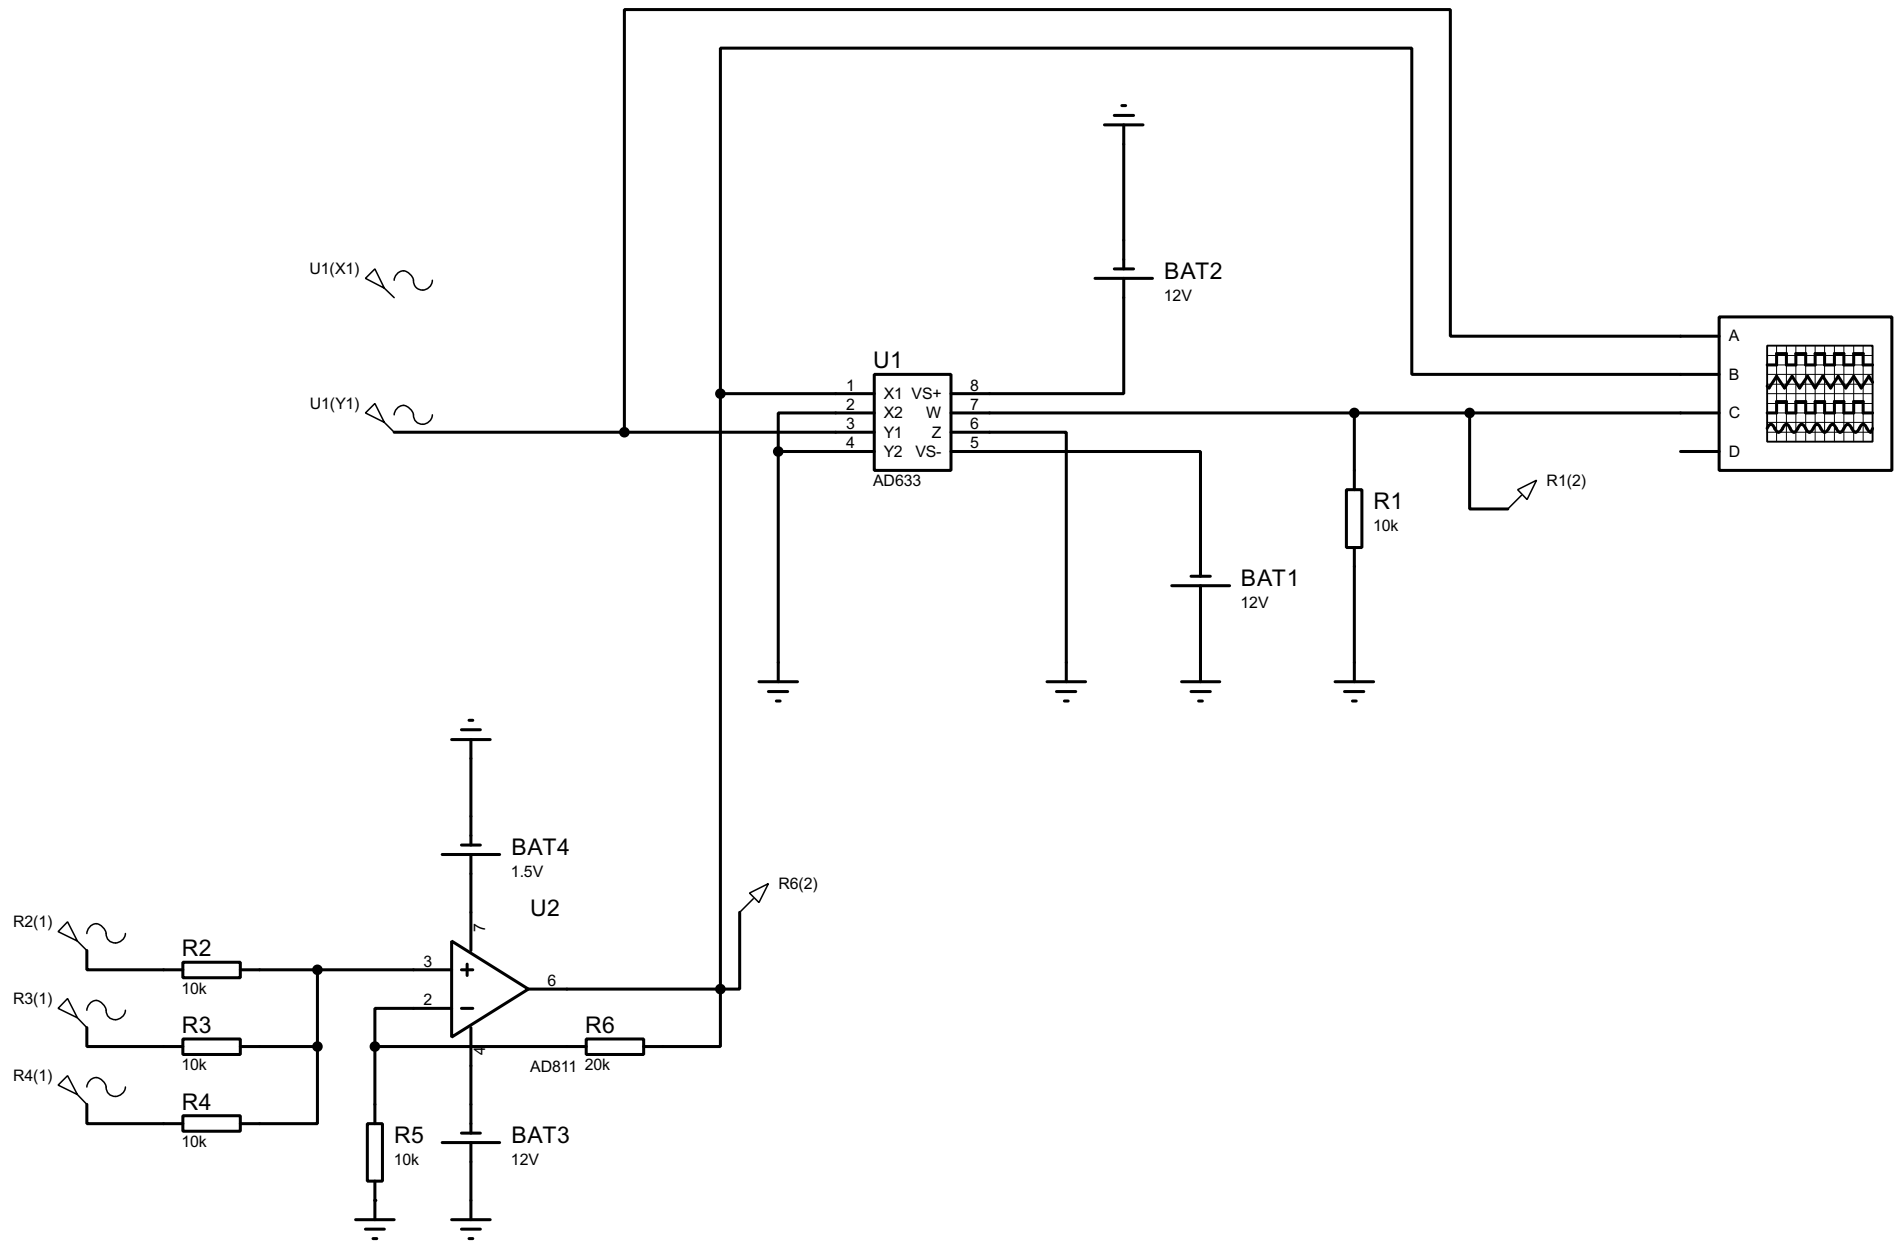 U1(X1)
BAT2
12V
U1
U1(Y1)
1 X1 VS+ 8
2 X2 W 7
3 Y1 Z 6
4 Y2 VS- 5
AD633
A
B
C
D
R1(2)
R1
10k
BAT1
12V
BAT4
1.5V
U2
R6(2)
7
R2(1)
R2
10k
3
6
2
R3(1)
R3
10k
R6
20k
4
AD811
R4(1)
R4
10k
R5
10k
BAT3
12V